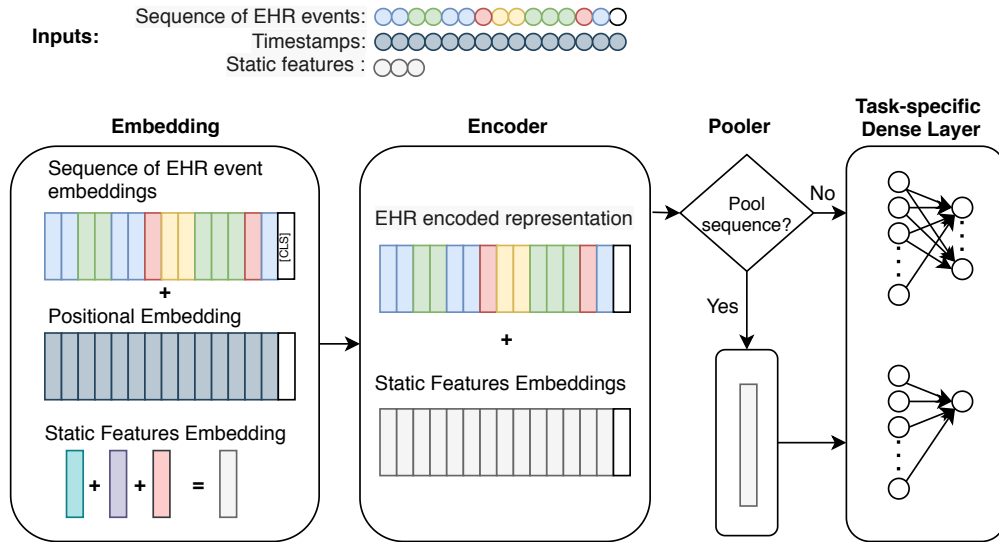 Inputs:
Sequence of EHR events:
Timestamps:
Static features :
Embedding
Encoder
Pooler
Task-specific
Dense Layer
Sequence of EHR event
embeddings
[CLS]
+
Positional Embedding
Static Features Embedding
+ + =
EHR encoded representation
+
Static Features Embeddings
Pool
sequence?
No
Yes